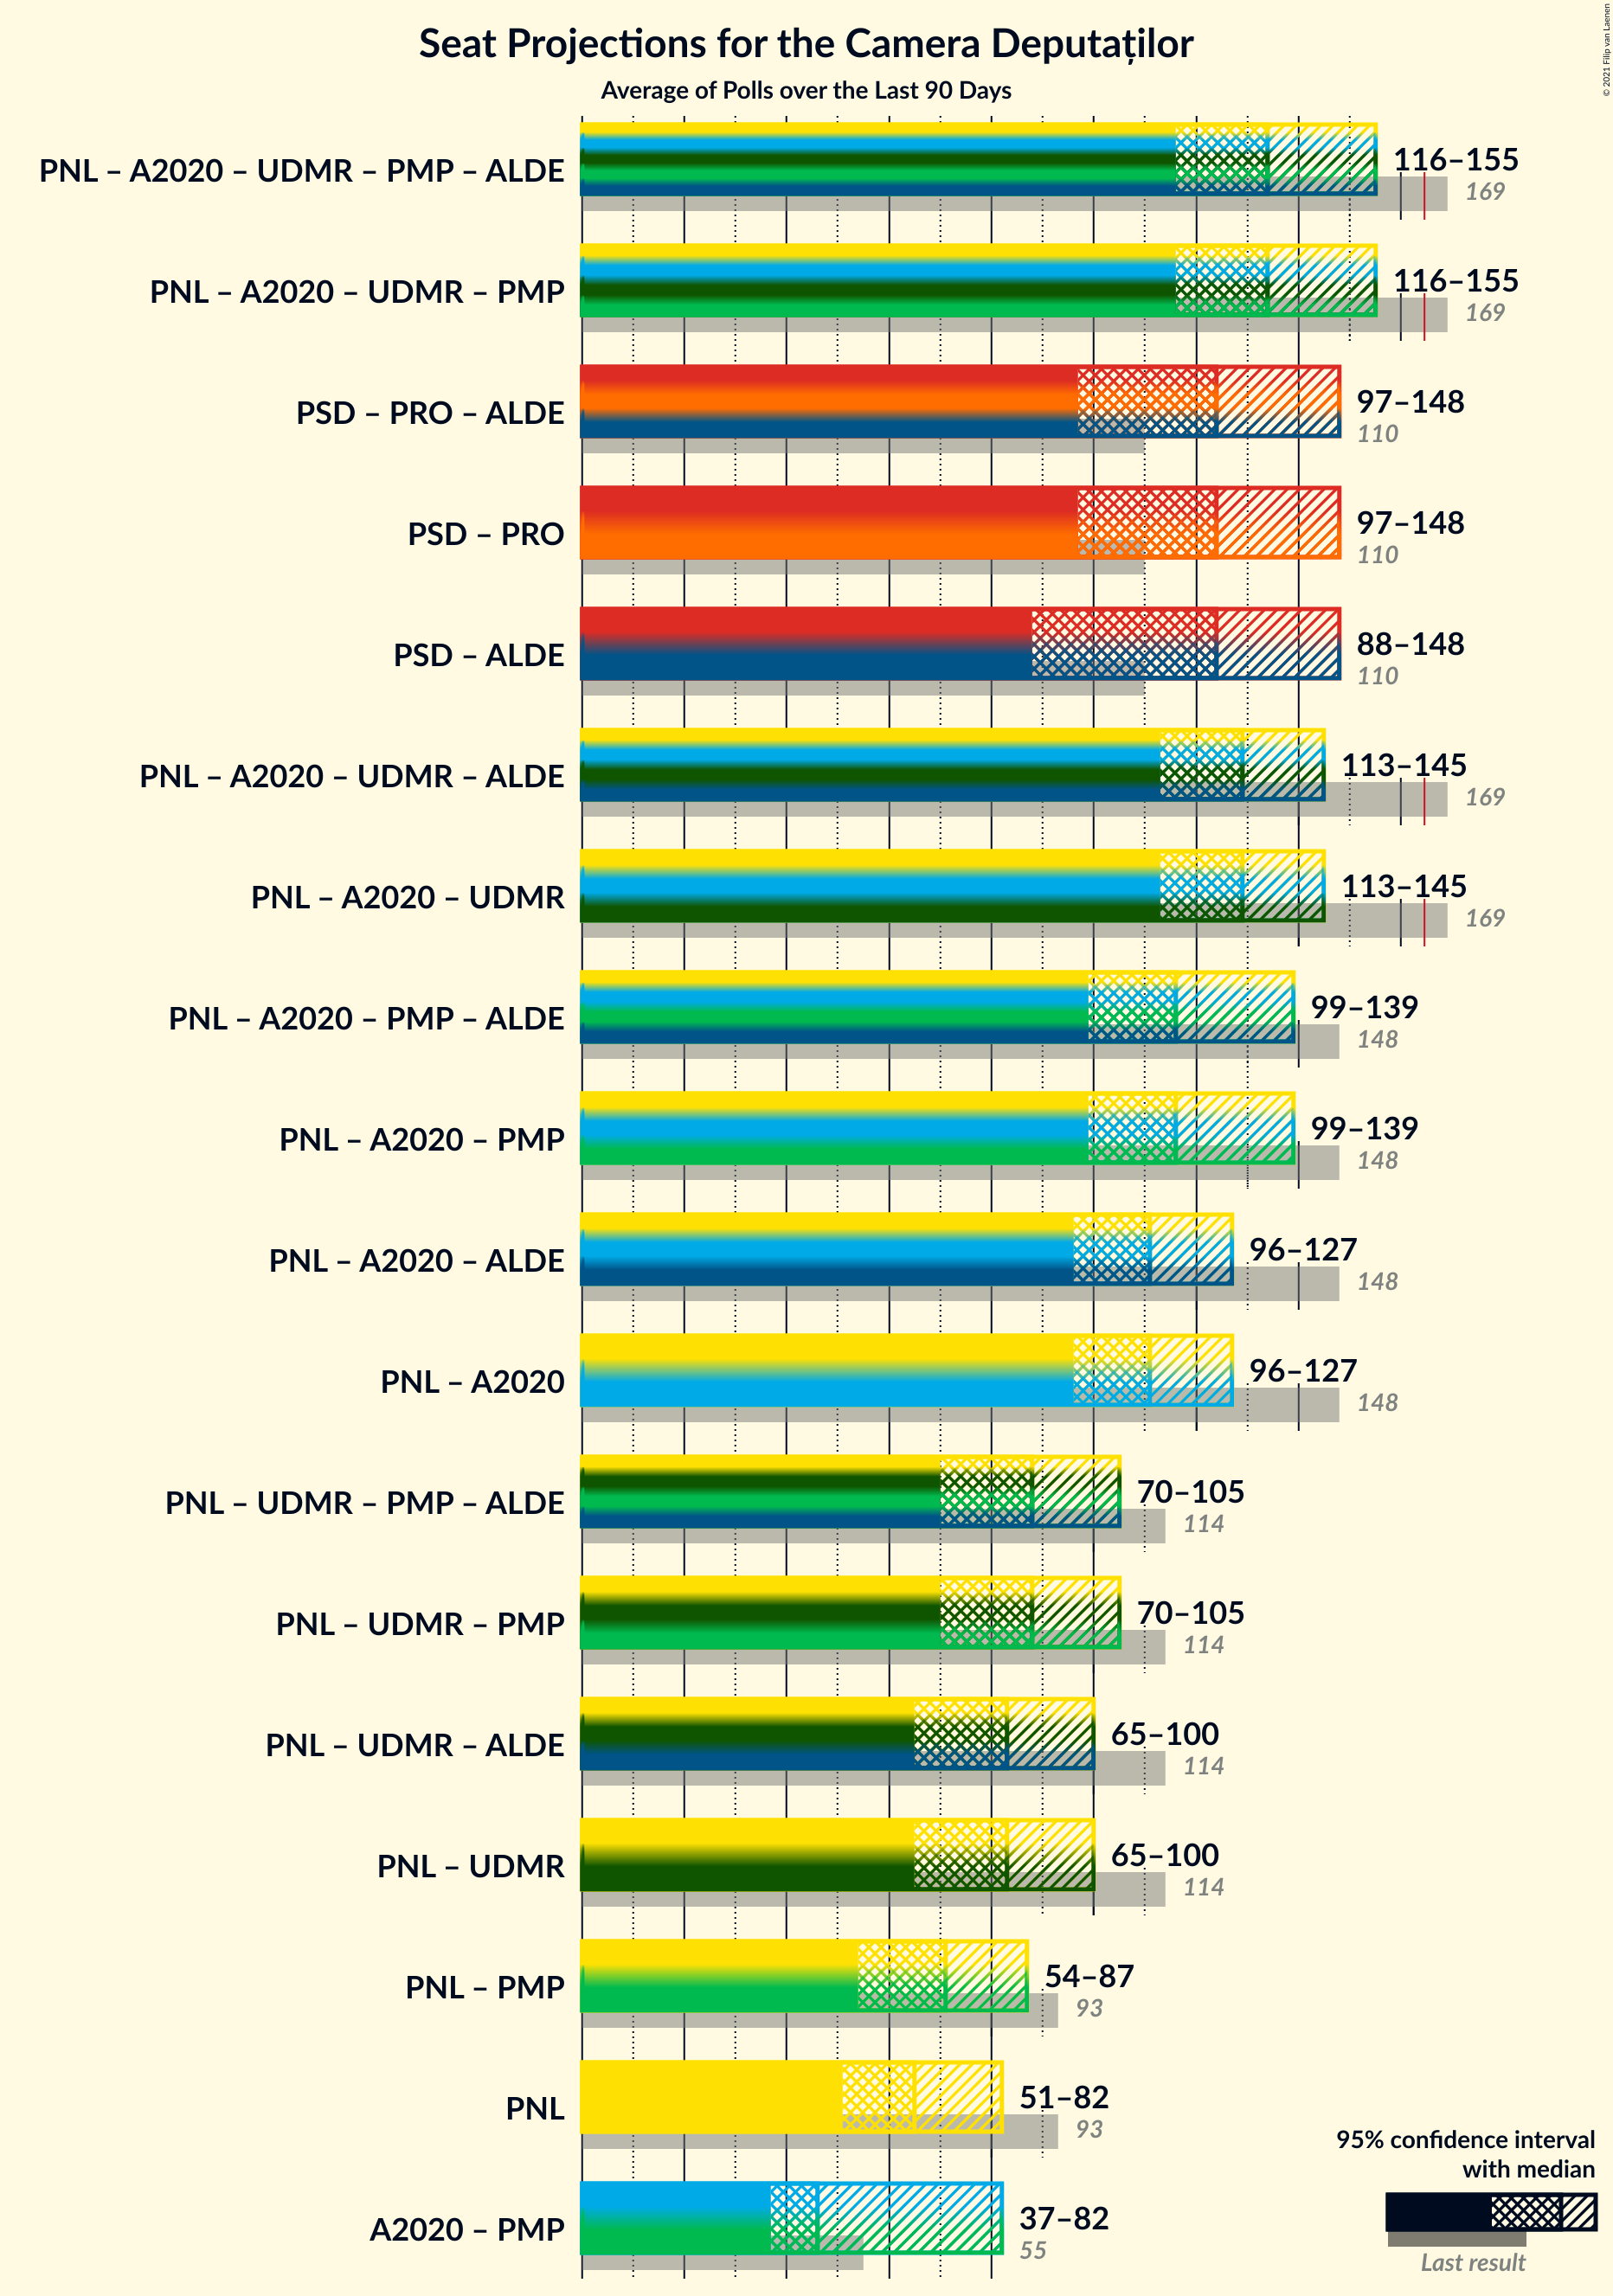 © 2021 Filip van Laenen
Seat Projections for the Camera Deputaților
Average of Polls over the Last 90 Days
PNL – A2020 – UDMR – PMP – ALDE
116–155
169
PNL – A2020 – UDMR – PMP
116–155
169
PSD – PRO – ALDE
97–148
110
PSD – PRO
97–148
110
PSD – ALDE
88–148
110
PNL – A2020 – UDMR – ALDE
113–145
169
PNL – A2020 – UDMR
113–145
169
PNL – A2020 – PMP – ALDE
99–139
148
PNL – A2020 – PMP
99–139
148
PNL – A2020 – ALDE
96–127
148
PNL – A2020
96–127
148
PNL – UDMR – PMP – ALDE
70–105
114
PNL – UDMR – PMP
70–105
114
PNL – UDMR – ALDE
65–100
114
PNL – UDMR
65–100
114
PNL – PMP
54–87
93
PNL
51–82
93
A2020 – PMP
37–82
55
95% confidence interval
with median
Last result